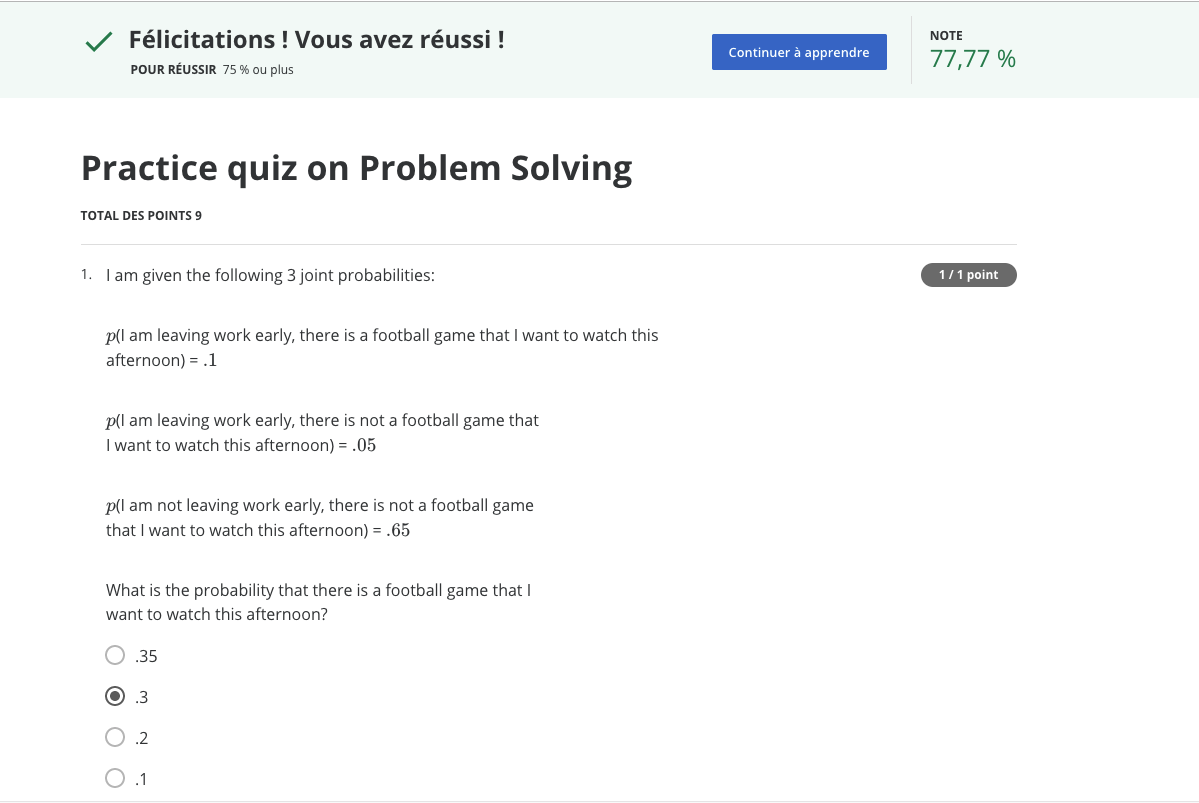 Félicitations ! Vous avez réussi !
POUR RÉUSSIR 75 % ou plus
Continuer à apprendre
NOTE
77,77 %
Practice quiz on Problem Solving
TOTAL DES POINTS 9
1. I am given the following 3 joint probabilities:
1 / 1 point
p(I am leaving work early, there is a football game that I want to watch this
afternoon) = .1
p(I am leaving work early, there is not a football game that
I want to watch this afternoon) = .05
p(I am not leaving work early, there is not a football game
that I want to watch this afternoon) = .65
What is the probability that there is a football game that I
want to watch this afternoon?
.35
.3
.2
.1